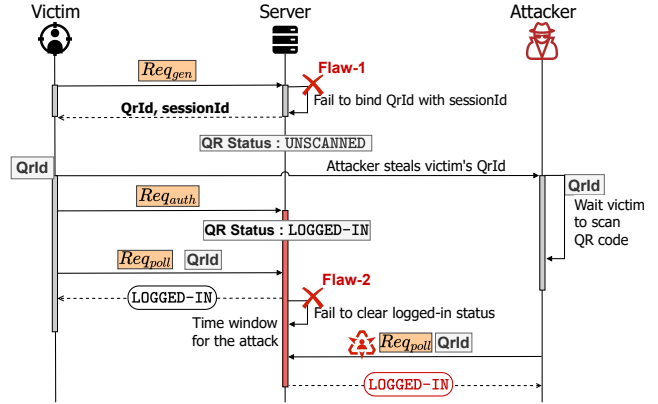 Victim
Server
Attacker
Req_gen
Flaw-1
Fail to bind QrId with sessionId
QrId, sessionId
QR Status : UNSCANNED
QrId
Attacker steals victim's QrId
QrId
Wait victim
to scan
QR code
Req_auth
QR Status : LOGGED-IN
Req_poll QrId
Flaw-2
LOGGED-IN
Fail to clear logged-in status
Time window
for the attack
Req_poll QrId
LOGGED-IN